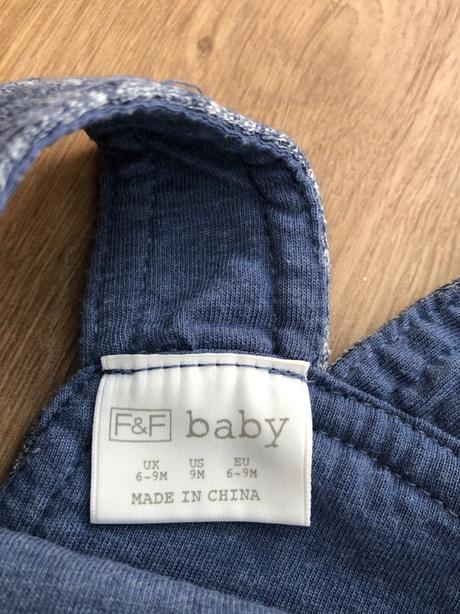 F&F baby
UK US EU
6-9M 9M 6-9M
MADE IN CHINA